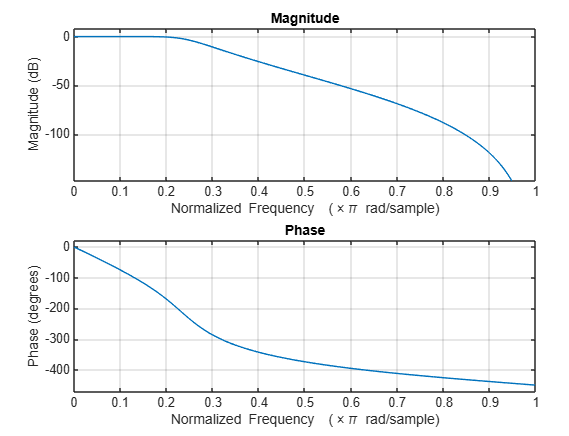 Magnitude
Magnitude (dB)
0
-50
-100
0 0.1 0.2 0.3 0.4 0.5 0.6 0.7 0.8 0.9 1
Normalized Frequency (× π rad/sample)
Phase
Phase (degrees)
0
-100
-200
-300
-400
0 0.1 0.2 0.3 0.4 0.5 0.6 0.7 0.8 0.9 1
Normalized Frequency (× π rad/sample)